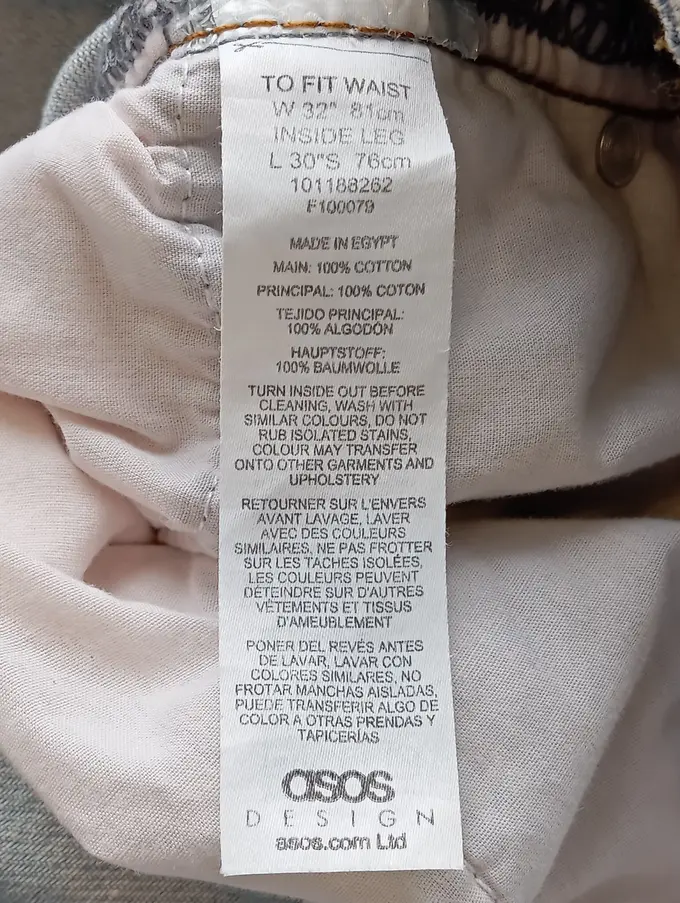 TO FIT WAIST
W 32" 81cm
INSIDE LEG
L 30"S 76cm
101188262
F100079
MADE IN EGYPT
MAIN: 100% COTTON
PRINCIPAL: 100% COTON
TEJIDO PRINCIPAL:
100% ALGODÓN
HAUPTSTOFF:
100% BAUMWOLLE
TURN INSIDE OUT BEFORE
CLEANING, WASH WITH
SIMILAR COLOURS, DO NOT
RUB ISOLATED STAINS,
COLOUR MAY TRANSFER
ONTO OTHER GARMENTS AND
UPHOLSTERY
RETOURNER SUR L'ENVERS
AVANT LAVAGE, LAVER
AVEC DES COULEURS
SIMILAIRES, NE PAS FROTTER
SUR LES TACHES ISOLÉES,
LES COULEURS PEUVENT
DÉTEINDRE SUR D'AUTRES
VÊTEMENTS ET TISSUS
D'AMEUBLEMENT
PONER DEL REVÉS ANTES
DE LAVAR, LAVAR CON
COLORES SIMILARES, NO
FROTAR MANCHAS AISLADAS,
PUEDE TRANSFERIR ALGO DE
COLOR A OTRAS PRENDAS Y
TAPICERÍAS
asos
DESIGN
asos.com Ltd